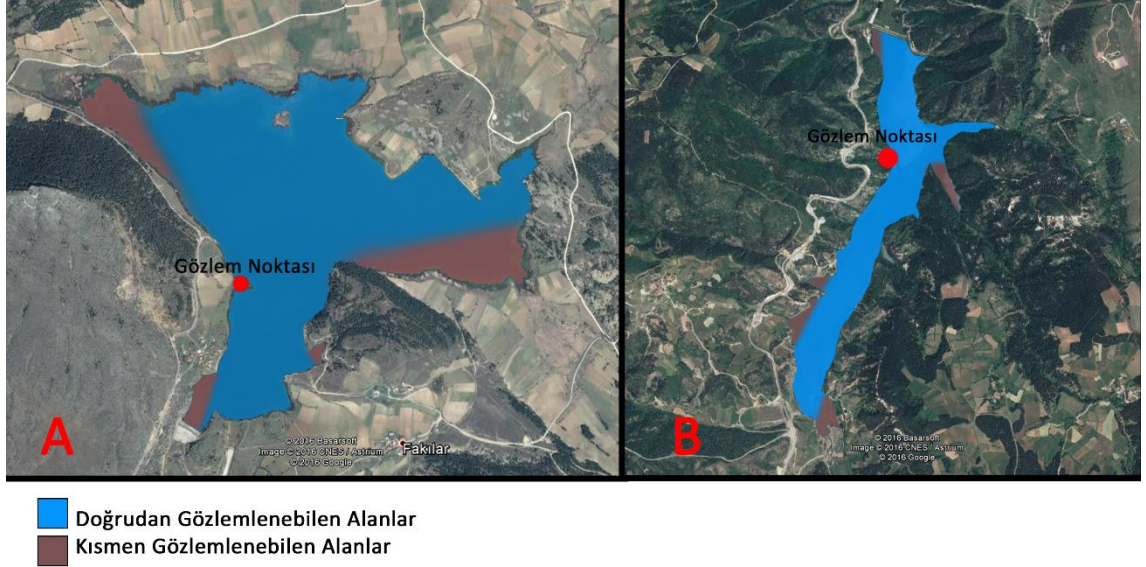 Gözlem Noktası
A
© 2016 Basarsoft
Image © 2016 CNES / Astrium
© 2016 Google
Fakılar
Gözlem Noktası
B
© 2016 Basarsoft
Image © 2016 CNES / Astrium
© 2016 Google
Doğrudan Gözlemlenebilen Alanlar
Kısmen Gözlemlenebilen Alanlar